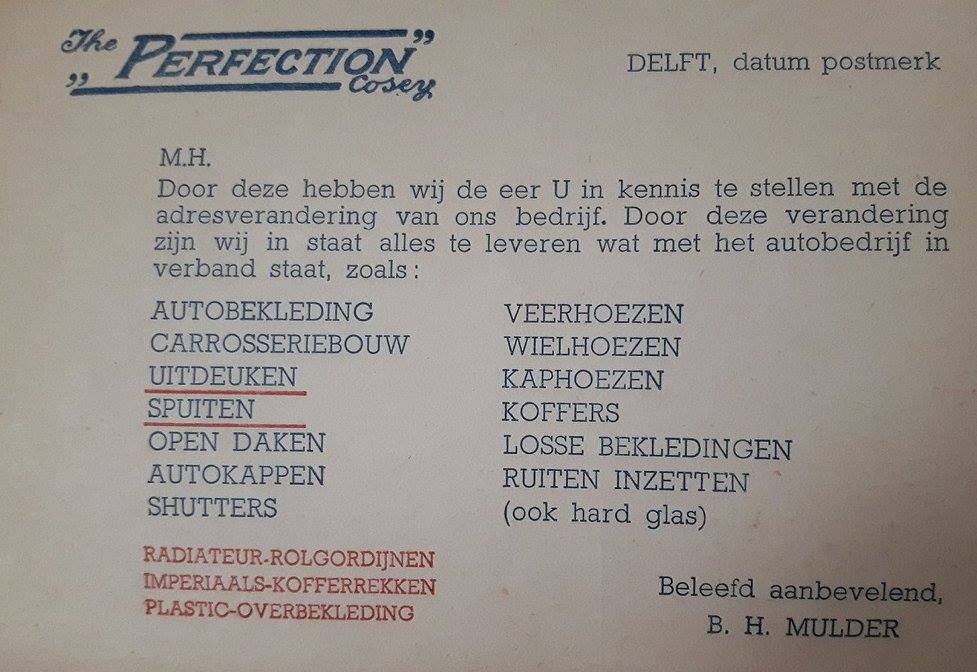 The „PERFECTION” Cosey.
DELFT, datum postmerk
M.H.
Door deze hebben wij de eer U in kennis te stellen met de
adresverandering van ons bedrijf. Door deze verandering
zijn wij in staat alles te leveren wat met het autobedrijf in
verband staat, zoals :
AUTOBEKLEDING
CARROSSERIEBOUW
UITDEUKEN
SPUITEN
OPEN DAKEN
AUTOKAPPEN
SHUTTERS
RADIATEUR-ROLGORDIJNEN
IMPERIAALS-KOFFERREKKEN
PLASTIC-OVERBEKLEDING
VEERHOEZEN
WIELHOEZEN
KAPHOEZEN
KOFFERS
LOSSE BEKLEDINGEN
RUITEN INZETTEN
(ook hard glas)
Beleefd aanbevelend,
B. H. MULDER